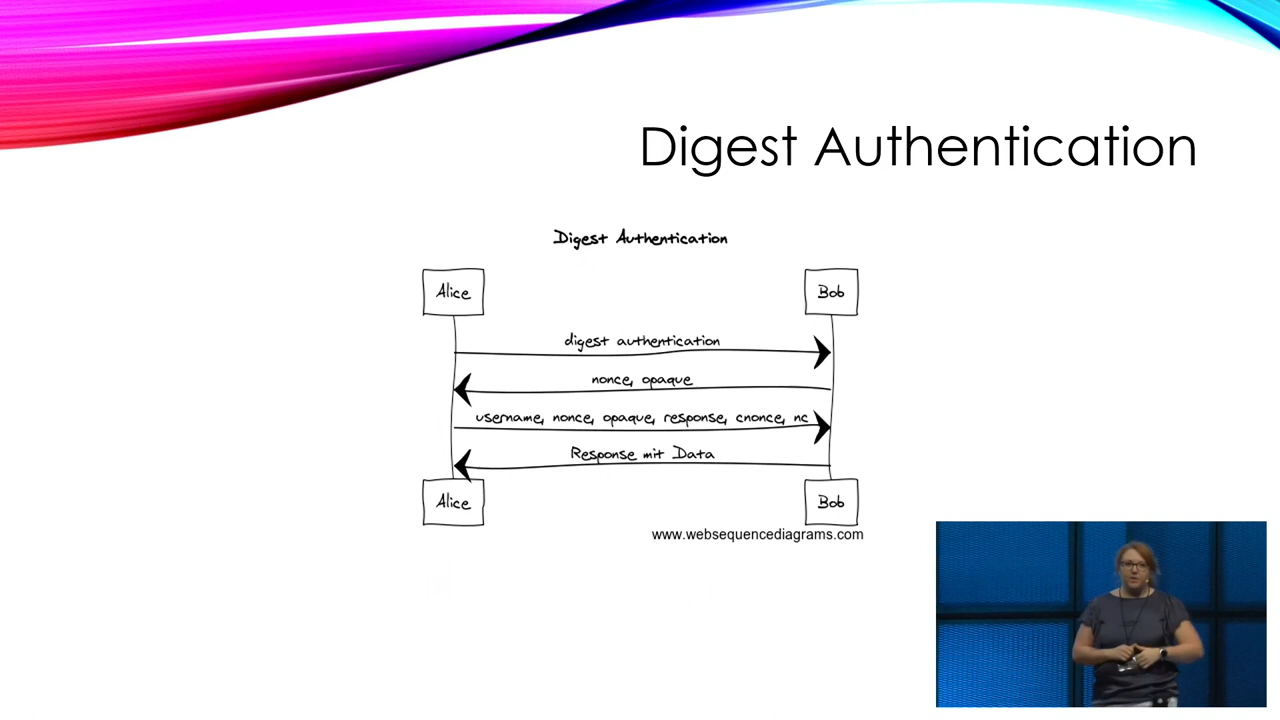 Digest Authentication
Digest Authentication
Alice
Bob
digest authentication
nonce, opaque
username, nonce, opaque, response, cnonce, nc
Response mit Data
Alice
Bob
www.websequencediagrams.com